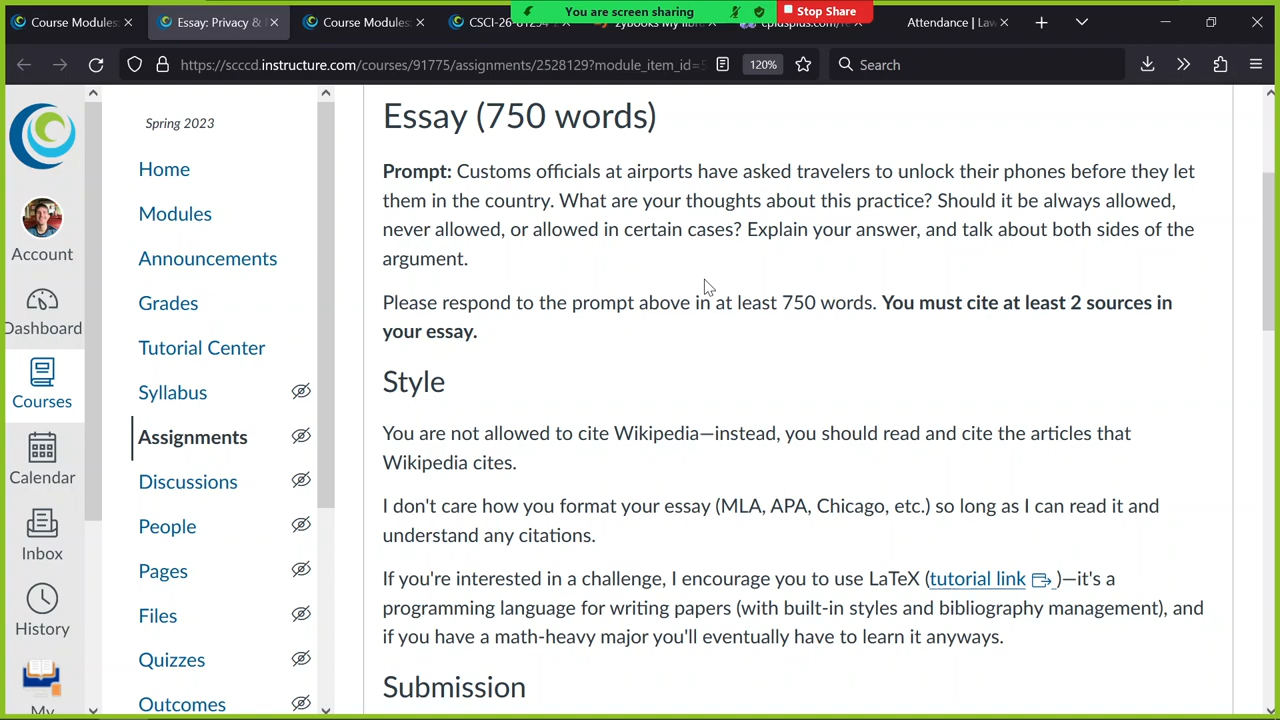 Course Modules:
Essay: Privacy &
Course Modules:
You are screen sharing
Stop Share
Attendance | Law
https://scccd.instructure.com/courses/91775/assignments/2528129?module_item_id=
120%
Search
Spring 2023
Home
Modules
Announcements
Grades
Tutorial Center
Syllabus
Assignments
Discussions
People
Pages
Files
Quizzes
Outcomes
Account
Dashboard
Courses
Calendar
Inbox
History
My
Essay (750 words)
Prompt: Customs officials at airports have asked travelers to unlock their phones before they let
them in the country. What are your thoughts about this practice? Should it be always allowed,
never allowed, or allowed in certain cases? Explain your answer, and talk about both sides of the
argument.
Please respond to the prompt above in at least 750 words. You must cite at least 2 sources in
your essay.
Style
You are not allowed to cite Wikipedia—instead, you should read and cite the articles that
Wikipedia cites.
I don't care how you format your essay (MLA, APA, Chicago, etc.) so long as I can read it and
understand any citations.
If you're interested in a challenge, I encourage you to use LaTeX (tutorial link )—it's a
programming language for writing papers (with built-in styles and bibliography management), and
if you have a math-heavy major you'll eventually have to learn it anyways.
Submission